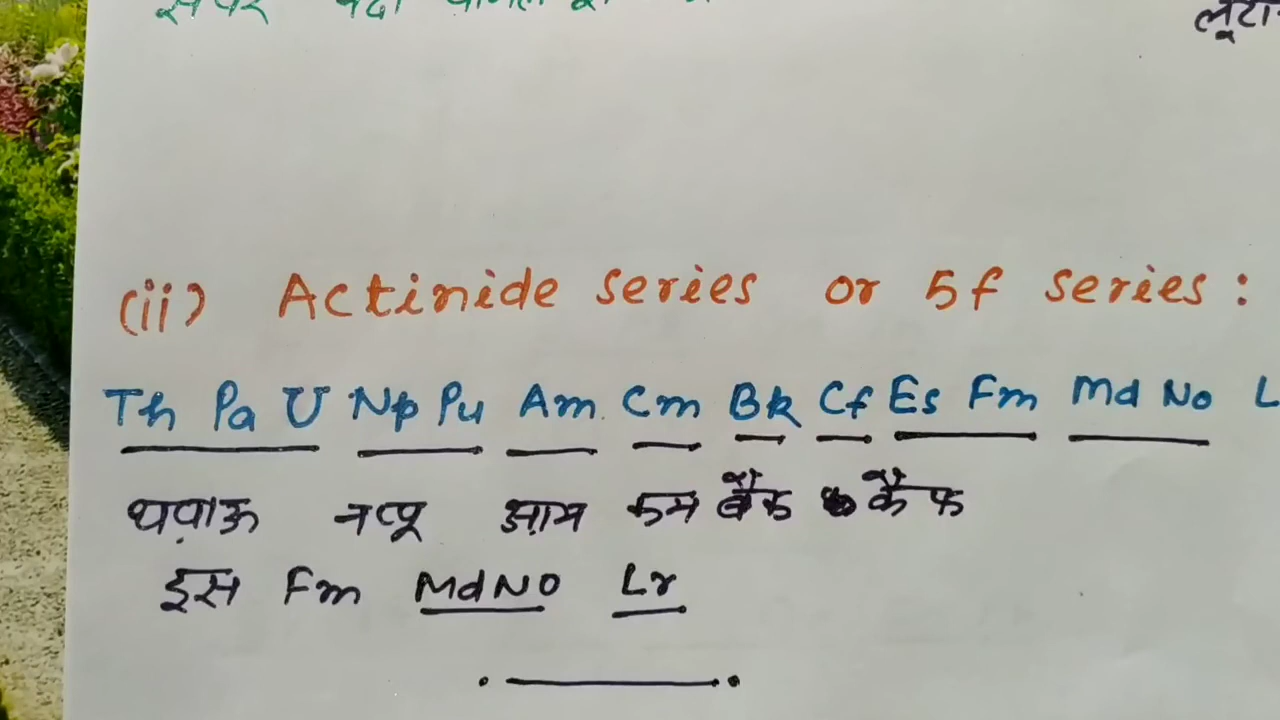 (ii) Actinide series or 5f series:
Th Pa U Np Pu Am Cm Bk Cf Es Fm Md No L
थपाऊ नप्पू आम कम बैंक कैफ
इस Fm MdNo Lr